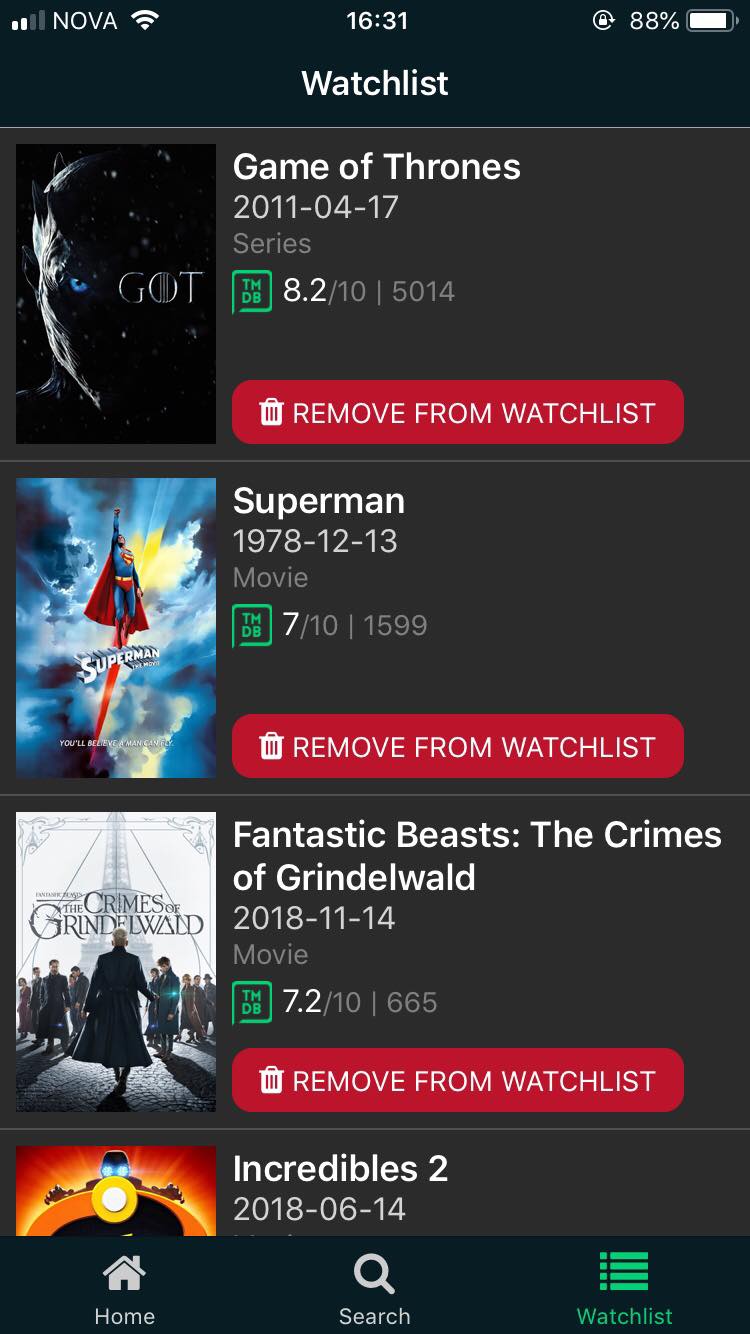 NOVA 16:31 88%
Watchlist
GOT
Game of Thrones
2011-04-17
Series
TM
DB
8.2/10 | 5014
REMOVE FROM WATCHLIST
SUPERMAN
THE MOVIE
YOU'LL BELIEVE A MAN CAN FLY.
Superman
1978-12-13
Movie
TM
DB
7/10 | 1599
REMOVE FROM WATCHLIST
FANTASTIC BEASTS
THE CRIMES OF
GRINDELWALD
Fantastic Beasts: The Crimes
of Grindelwald
2018-11-14
Movie
TM
DB
7.2/10 | 665
REMOVE FROM WATCHLIST
Incredibles 2
2018-06-14
Home Search Watchlist